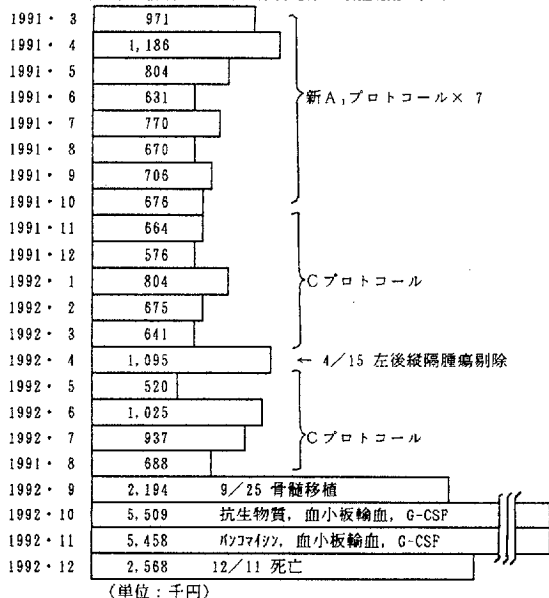 1991・3 971
1991・4 1,186
1991・5 804
1991・6 631 新A₁プロトコール×7
1991・7 770
1991・8 670
1991・9 706
1991・10 676
1991・11 664
1991・12 576
1992・1 804 Cプロトコール
1992・2 675
1992・3 641
1992・4 1,095 ← 4/15 左後縦隔腫瘍剔除
1992・5 520
1992・6 1,025
1992・7 937 Cプロトコール
1991・8 688
1992・9 2,194 9/25 骨髄移植
1992・10 5,509 抗生物質, 血小板輸血, G-CSF
1992・11 5,458 バンコマイシン, 血小板輸血, G-CSF
1992・12 2,568 12/11 死亡
(単位:千円)